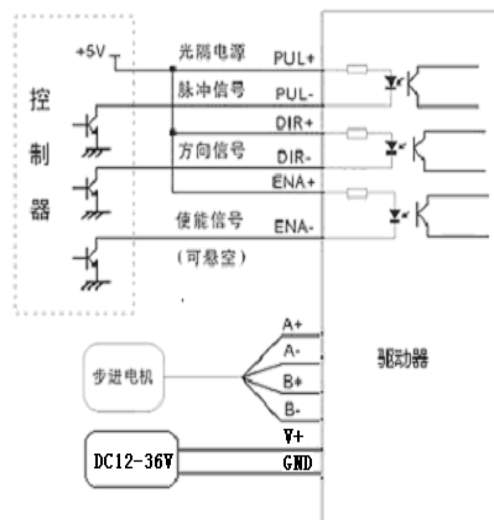 控制器
+5V
光隔电源 PUL+
脉冲信号 PUL-
DIR+
方向信号 DIR-
ENA+
使能信号 ENA-
(可悬空)
驱动器
步进电机
A+
A-
B+
B-
DC12-36V
V+
GND